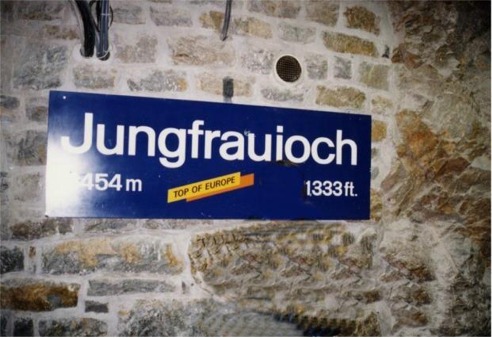 Jungfrauioch
454 m TOP OF EUROPE 1333 ft.